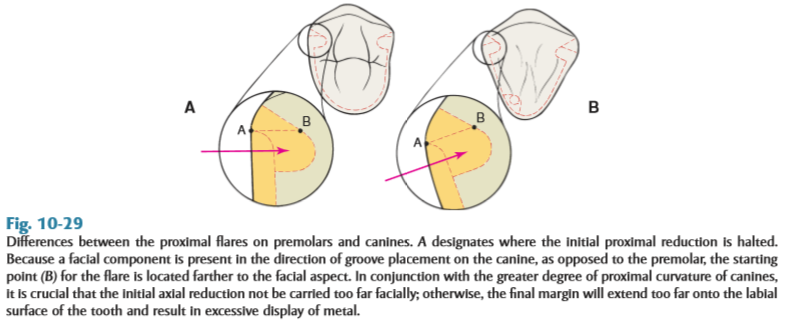 A
A
B
A
B
B
Fig. 10-29
Differences between the proximal flares on premolars and canines. A designates where the initial proximal reduction is halted.
Because a facial component is present in the direction of groove placement on the canine, as opposed to the premolar, the starting
point (B) for the flare is located farther to the facial aspect. In conjunction with the greater degree of proximal curvature of canines,
it is crucial that the initial axial reduction not be carried too far facially; otherwise, the final margin will extend too far onto the labial
surface of the tooth and result in excessive display of metal.